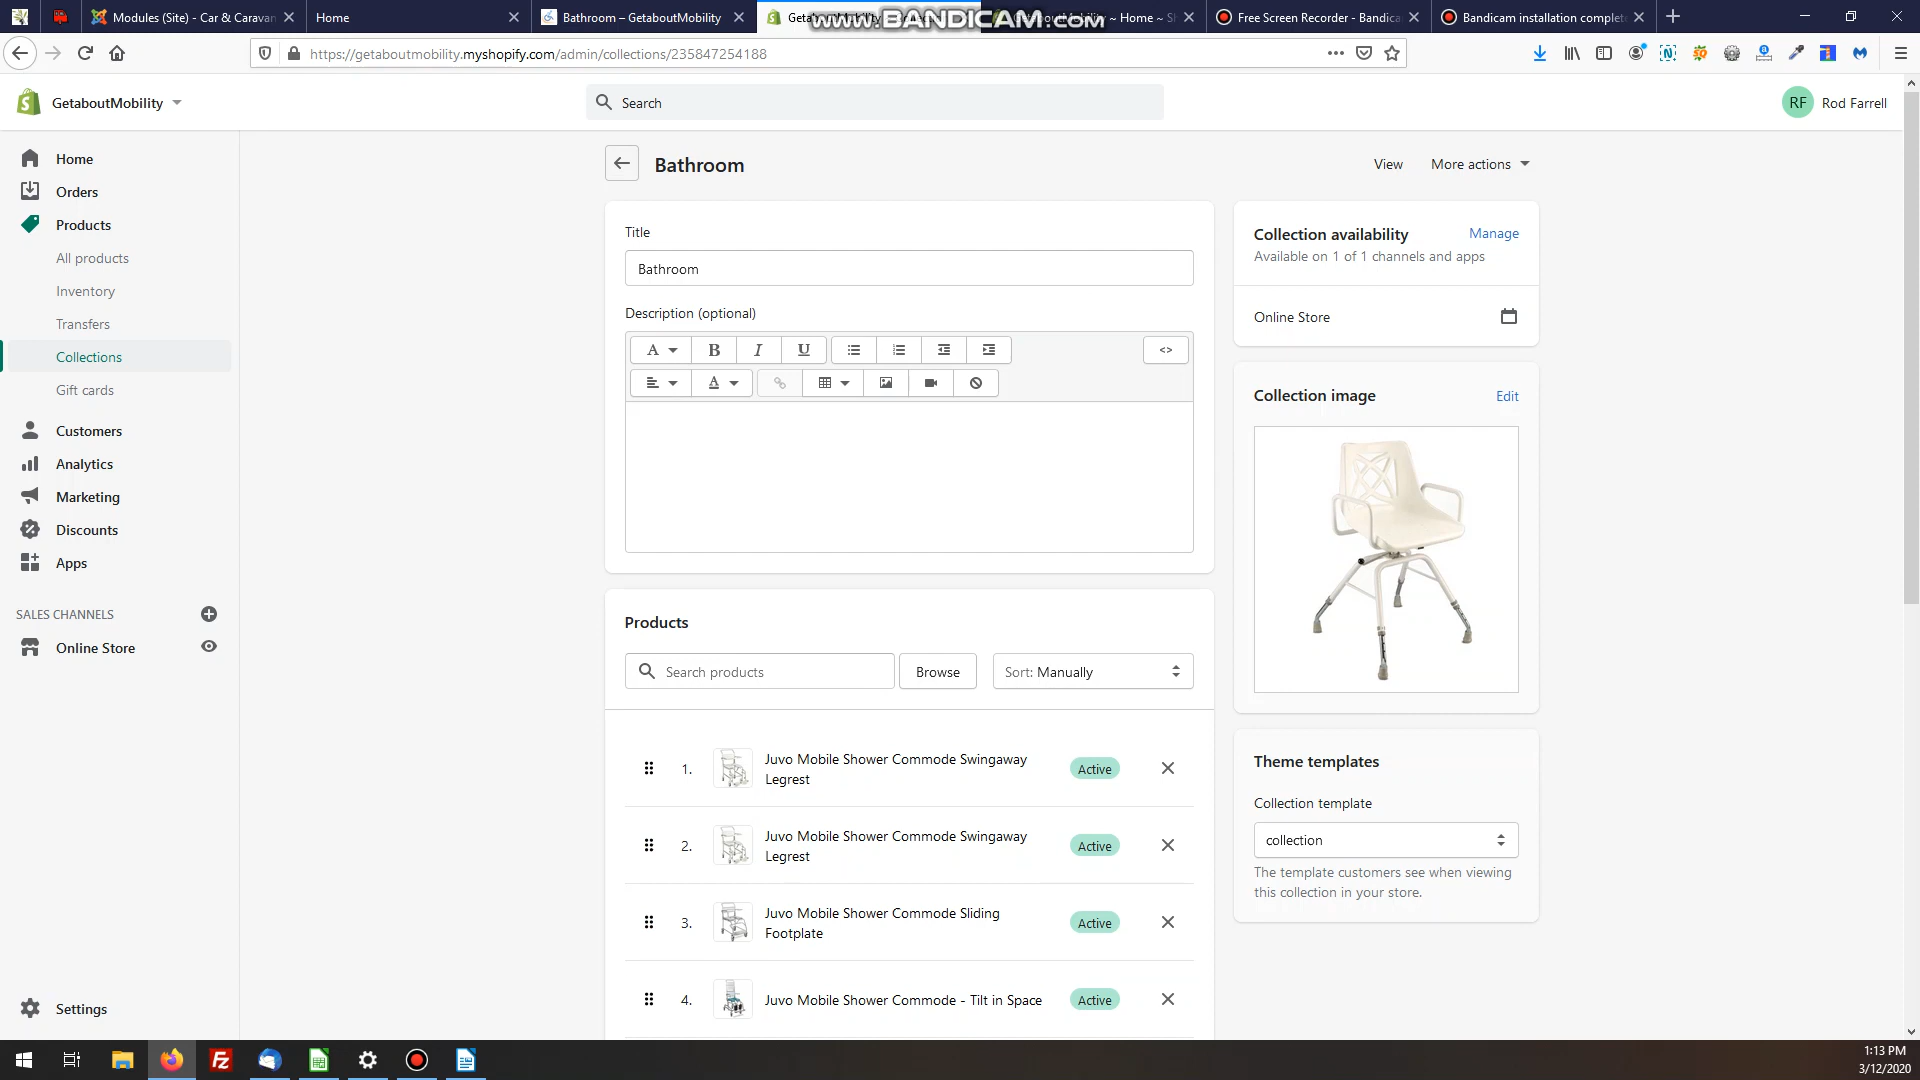 Modules (Site) - Car & Caravan
Home
Bathroom – GetaboutMobility
~ Home ~ S
Free Screen Recorder - Bandica
Bandicam installation complet
www.BANDICAM.com
https://getaboutmobility.myshopify.com/admin/collections/235847254188
GetaboutMobility
Search
RF
Rod Farrell
Home
Orders
Products
All products
Inventory
Transfers
Collections
Gift cards
Customers
Analytics
Marketing
Discounts
Apps
SALES CHANNELS
Online Store
Settings
Bathroom
View
More actions
Title
Bathroom
Description (optional)
A
B
I
U
<>
A
Products
Search products
Browse
Sort: Manually
1.
Juvo Mobile Shower Commode Swingaway
Legrest
Active
2.
Juvo Mobile Shower Commode Swingaway
Legrest
Active
3.
Juvo Mobile Shower Commode Sliding
Footplate
Active
4.
Juvo Mobile Shower Commode - Tilt in Space
Active
Collection availability
Manage
Available on 1 of 1 channels and apps
Online Store
Collection image
Edit
Theme templates
Collection template
collection
The template customers see when viewing
this collection in your store.
1:13 PM
3/12/2020